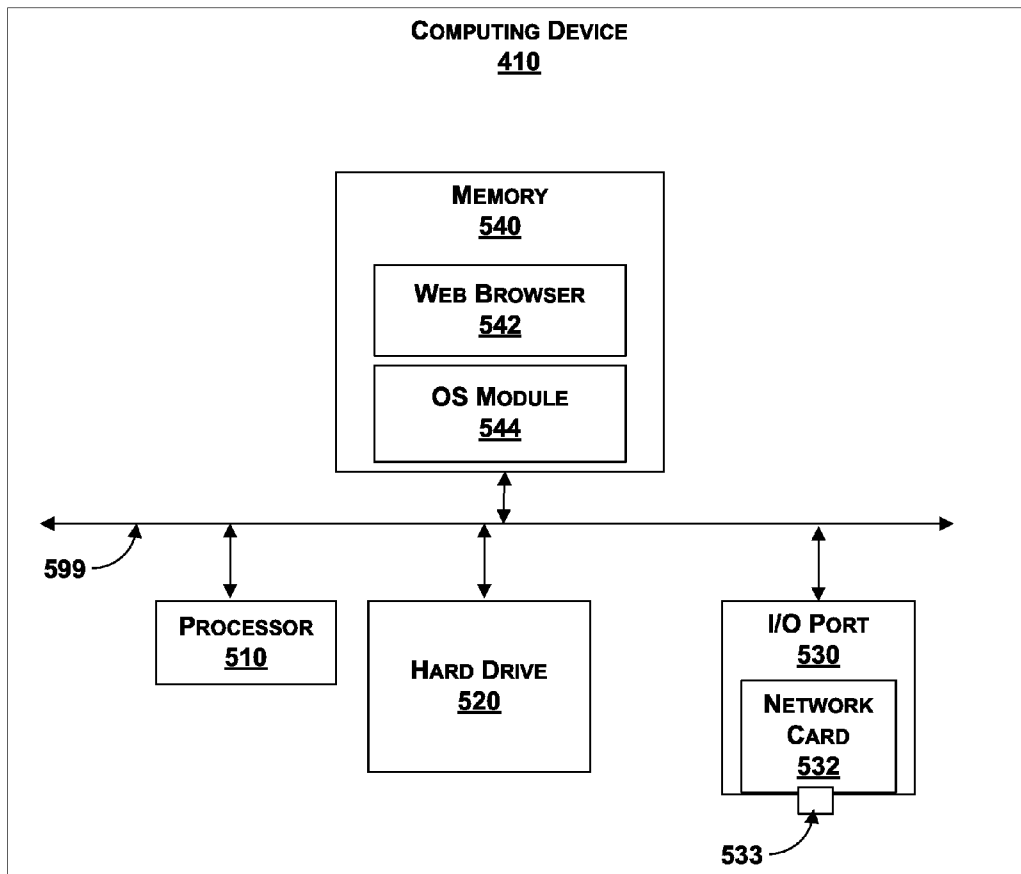 COMPUTING DEVICE
410
MEMORY
540
WEB BROWSER
542
OS MODULE
544
599
PROCESSOR
510
HARD DRIVE
520
I/O PORT
530
NETWORK
CARD
532
533